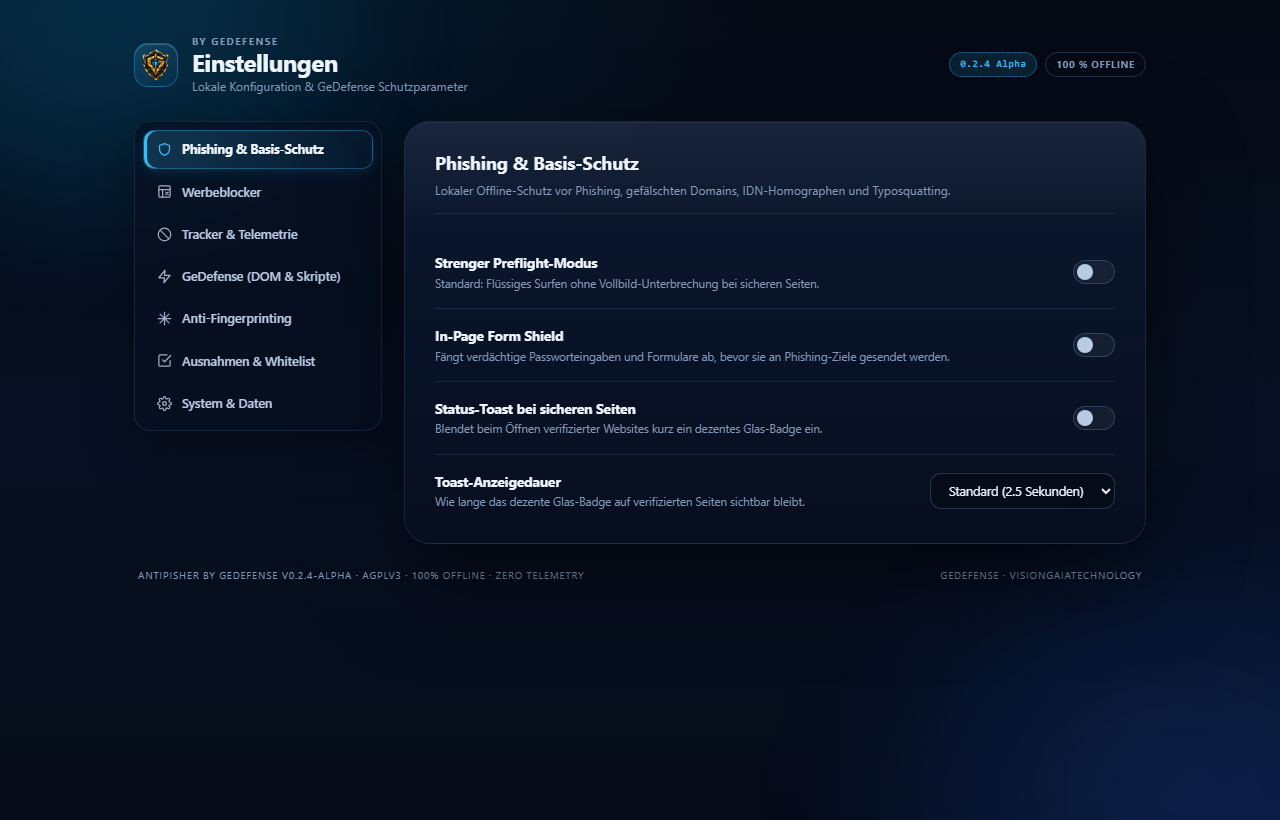 BY GEDEFENSE
Einstellungen
Lokale Konfiguration & GeDefense Schutzparameter
0.2.4 Alpha
100 % OFFLINE
Phishing & Basis-Schutz
Werbeblocker
Tracker & Telemetrie
GeDefense (DOM & Skripte)
Anti-Fingerprinting
Ausnahmen & Whitelist
System & Daten
Phishing & Basis-Schutz
Lokaler Offline-Schutz vor Phishing, gefälschten Domains, IDN-Homographen und Typosquatting.
Strenger Preflight-Modus
Standard: Flüssiges Surfen ohne Vollbild-Unterbrechung bei sicheren Seiten.
In-Page Form Shield
Fängt verdächtige Passworteingaben und Formulare ab, bevor sie an Phishing-Ziele gesendet werden.
Status-Toast bei sicheren Seiten
Blendet beim Öffnen verifizierter Websites kurz ein dezentes Glas-Badge ein.
Toast-Anzeigedauer
Wie lange das dezente Glas-Badge auf verifizierten Seiten sichtbar bleibt.
Standard (2.5 Sekunden)
ANTIPISHER BY GEDEFENSE V0.2.4-ALPHA · AGPLV3 · 100% OFFLINE · ZERO TELEMETRY
GEDEFENSE · VISIONGAIATECHNOLOGY